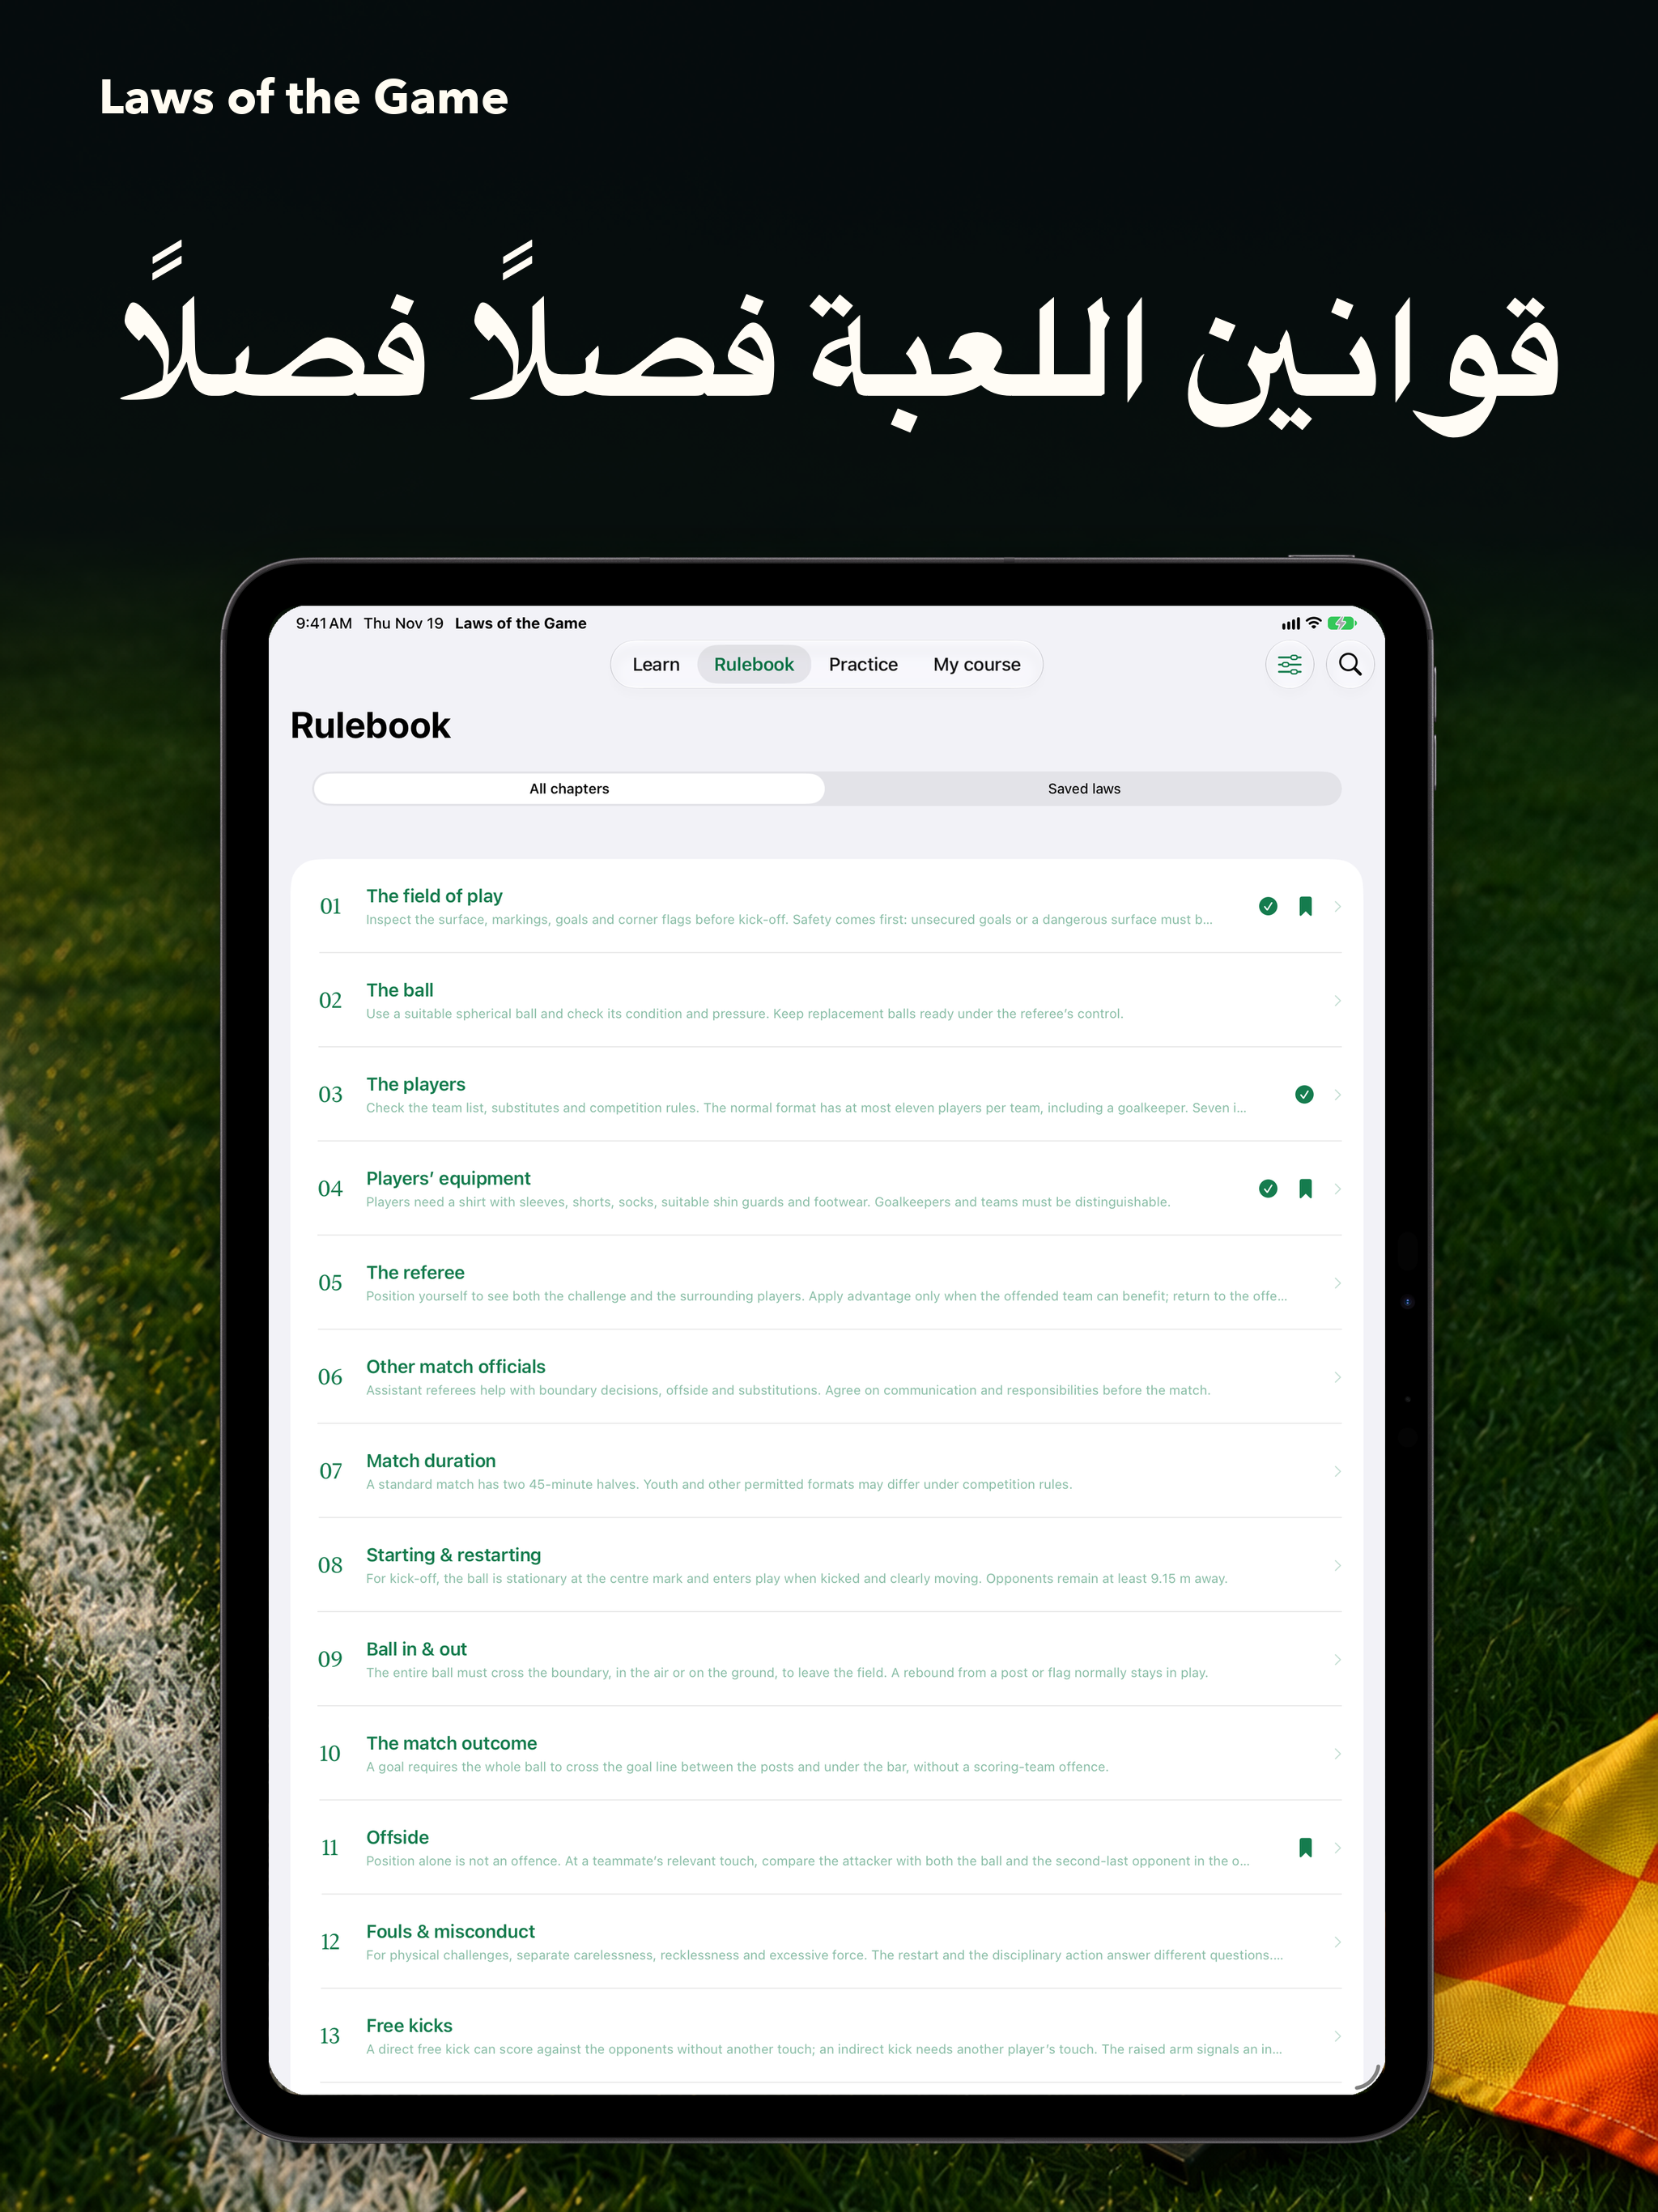 Laws of the Game
قوانين اللعبة فصلاً فصلاً
9:41 AM Thu Nov 19 Laws of the Game
Learn Rulebook Practice My course
Rulebook
All chapters Saved laws
01 The field of play
Inspect the surface, markings, goals and corner flags before kick-off. Safety comes first: unsecured goals or a dangerous surface must b...
02 The ball
Use a suitable spherical ball and check its condition and pressure. Keep replacement balls ready under the referee's control.
03 The players
Check the team list, substitutes and competition rules. The normal format has at most eleven players per team, including a goalkeeper. Seven i...
04 Players' equipment
Players need a shirt with sleeves, shorts, socks, suitable shin guards and footwear. Goalkeepers and teams must be distinguishable.
05 The referee
Position yourself to see both the challenge and the surrounding players. Apply advantage only when the offended team can benefit; return to the offe...
06 Other match officials
Assistant referees help with boundary decisions, offside and substitutions. Agree on communication and responsibilities before the match.
07 Match duration
A standard match has two 45-minute halves. Youth and other permitted formats may differ under competition rules.
08 Starting & restarting
For kick-off, the ball is stationary at the centre mark and enters play when kicked and clearly moving. Opponents remain at least 9.15 m away.
09 Ball in & out
The entire ball must cross the boundary, in the air or on the ground, to leave the field. A rebound from a post or flag normally stays in play.
10 The match outcome
A goal requires the whole ball to cross the goal line between the posts and under the bar, without a scoring-team offence.
11 Offside
Position alone is not an offence. At a teammate's relevant touch, compare the attacker with both the ball and the second-last opponent in the o...
12 Fouls & misconduct
For physical challenges, separate carelessness, recklessness and excessive force. The restart and the disciplinary action answer different questions....
13 Free kicks
A direct free kick can score against the opponents without another touch; an indirect kick needs another player's touch. The raised arm signals an in...